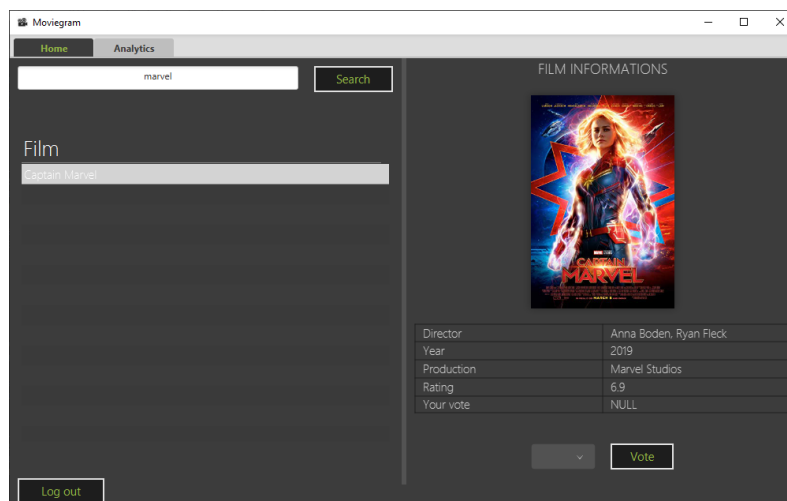 Moviegram
Home Analytics
marvel Search
Film
Captain Marvel
Log out
FILM INFORMATIONS
CAPTAIN
MARVEL
Director Anna Boden, Ryan Fleck
Year 2019
Production Marvel Studios
Rating 6.9
Your vote NULL
Vote